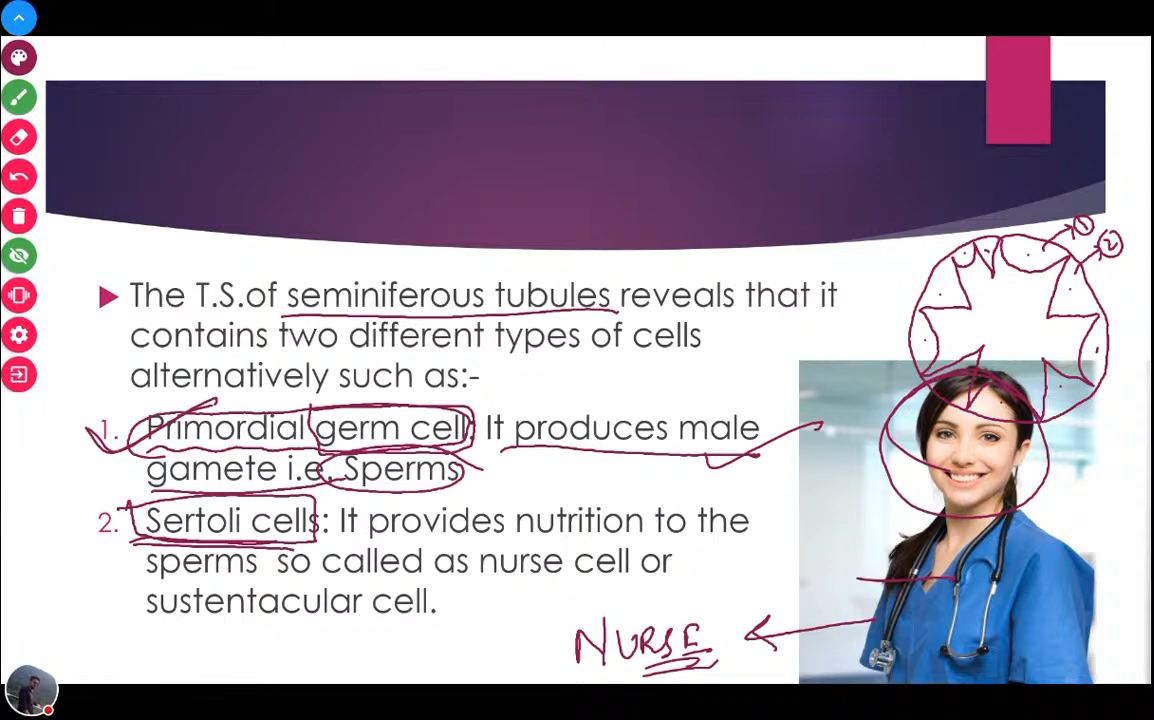 The T.S.of seminiferous tubules reveals that it
contains two different types of cells
alternatively such as:-
1. Primordial germ cell: It produces male
gamete i.e. Sperms.
2. Sertoli cells: It provides nutrition to the
sperms so called as nurse cell or
sustentacular cell.
NURSE
1
2